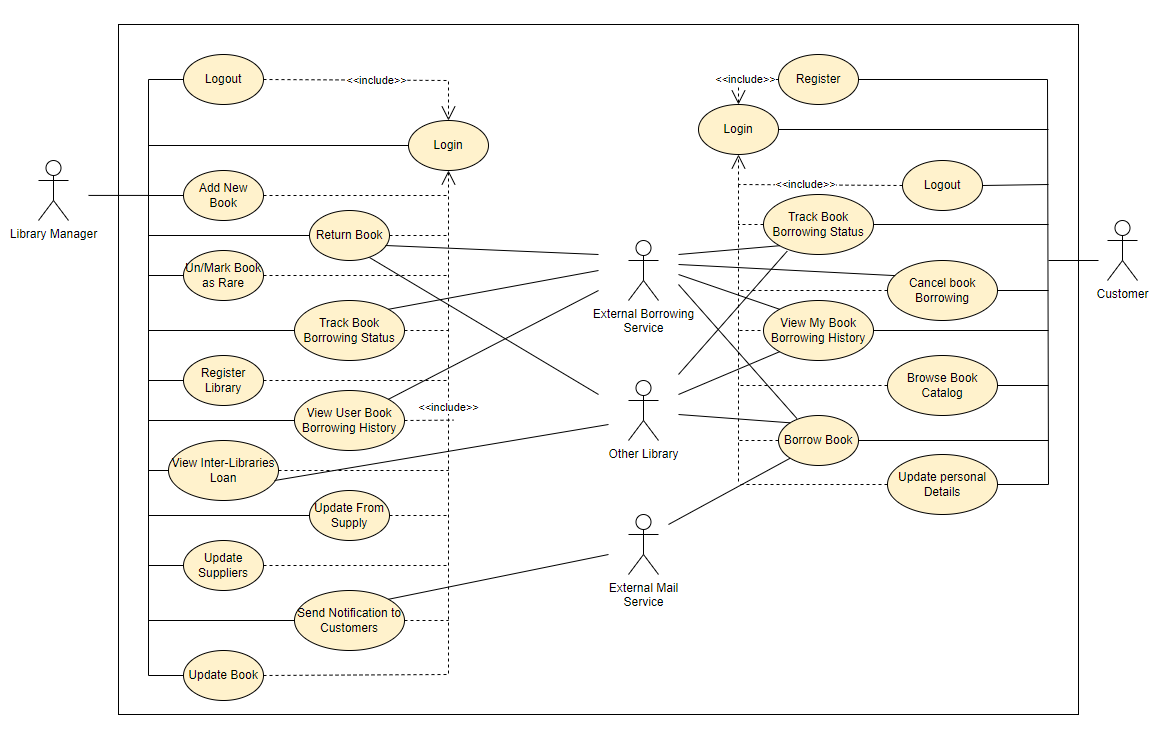 Logout
<<include>>
Login
Library Manager
Add New
Book
Return Book
Un/Mark Book
as Rare
Track Book
Borrowing Status
Register
Library
View User Book
Borrowing History
<<include>>
View Inter-Libraries
Loan
Update From
Supply
Update
Suppliers
Send Notification to
Customers
Update Book
External Borrowing
Service
Other Library
External Mail
Service
<<include>>
Register
Login
<<include>>
Logout
Track Book
Borrowing Status
Cancel book
Borrowing
View My Book
Borrowing History
Browse Book
Catalog
Borrow Book
Update personal
Details
Customer